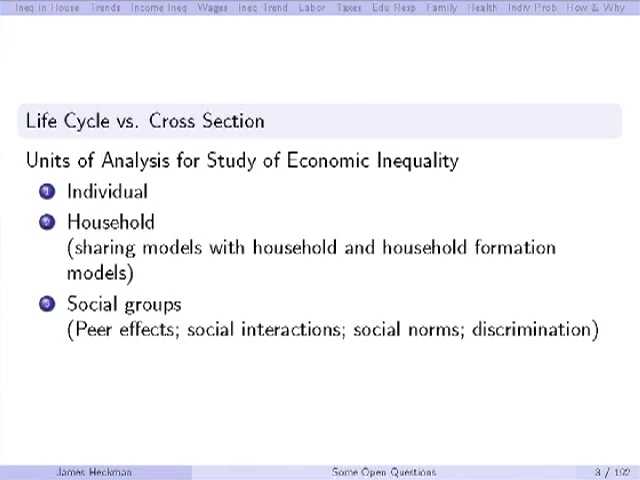 Ineq in House Trends Income Ineq Wages Ineq Trend Labor Taxes Edu Resp Family Health Indiv Prob How & Why
Life Cycle vs. Cross Section
Units of Analysis for Study of Economic Inequality
1 Individual
2 Household
(sharing models with household and household formation
models)
3 Social groups
(Peer effects; social interactions; social norms; discrimination)
James Heckman Some Open Questions 3 / 192